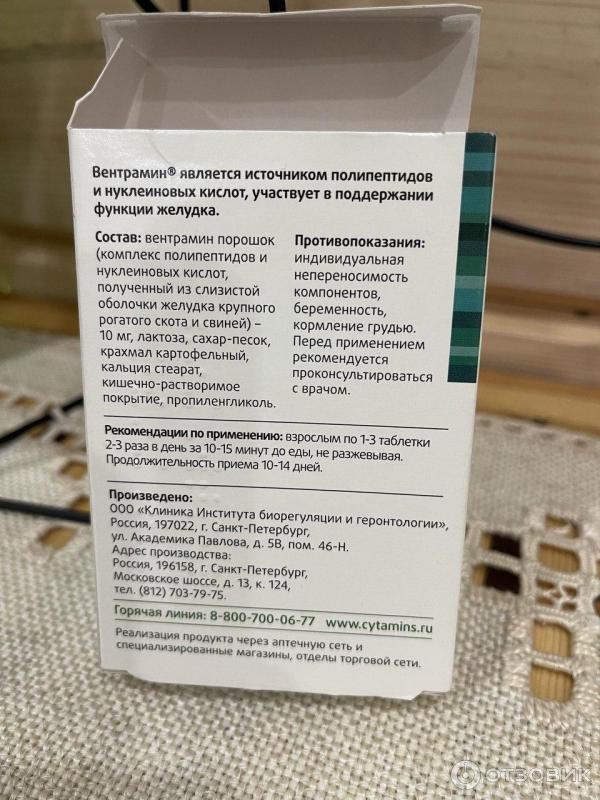 Вентрамин® является источником полипептидов
и нуклеиновых кислот, участвует в поддержании
функции желудка.
Состав: вентрамин порошок
(комплекс полипептидов и
нуклеиновых кислот,
полученный из слизистой
оболочки желудка крупного
рогатого скота и свиней) –
10 мг, лактоза, сахар-песок,
крахмал картофельный,
кальция стеарат,
кишечно-растворимое
покрытие, пропиленгликоль.
Противопоказания:
индивидуальная
непереносимость
компонентов,
беременность,
кормление грудью.
Перед применением
рекомендуется
проконсультироваться
с врачом.
Рекомендации по применению: взрослым по 1-3 таблетки
2-3 раза в день за 10-15 минут до еды, не разжевывая.
Продолжительность приема 10-14 дней.
Произведено:
ООО «Клиника Института биорегуляции и геронтологии»,
Россия, 197022, г. Санкт-Петербург,
ул. Академика Павлова, д. 5В, пом. 46-Н.
Адрес производства:
Россия, 196158, г. Санкт-Петербург,
Московское шоссе, д. 13, к. 124,
тел. (812) 703-79-75.
Горячая линия: 8-800-700-06-77 www.cytamins.ru
Реализация продукта через аптечную сеть и
специализированные магазины, отделы торговой сети.
ОТЗОВИК